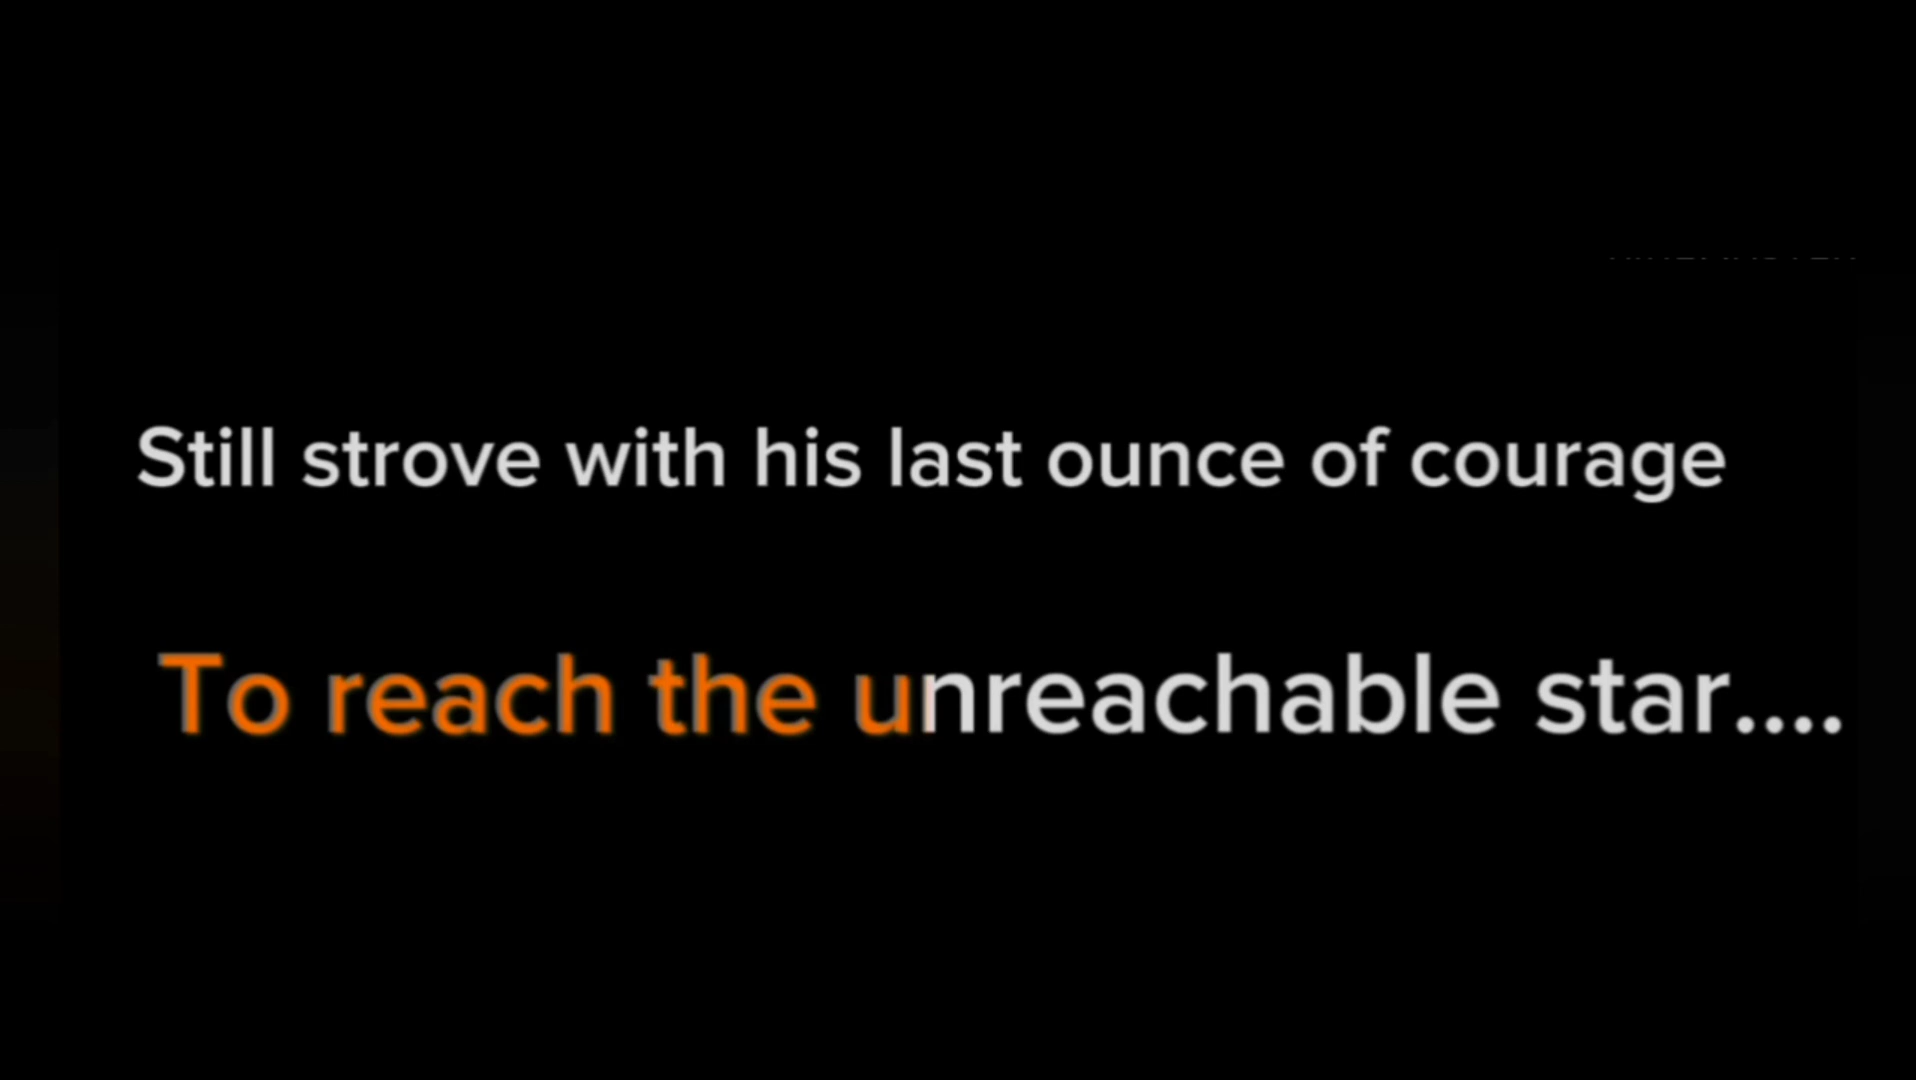 Still strove with his last ounce of courage
To reach the unreachable star....